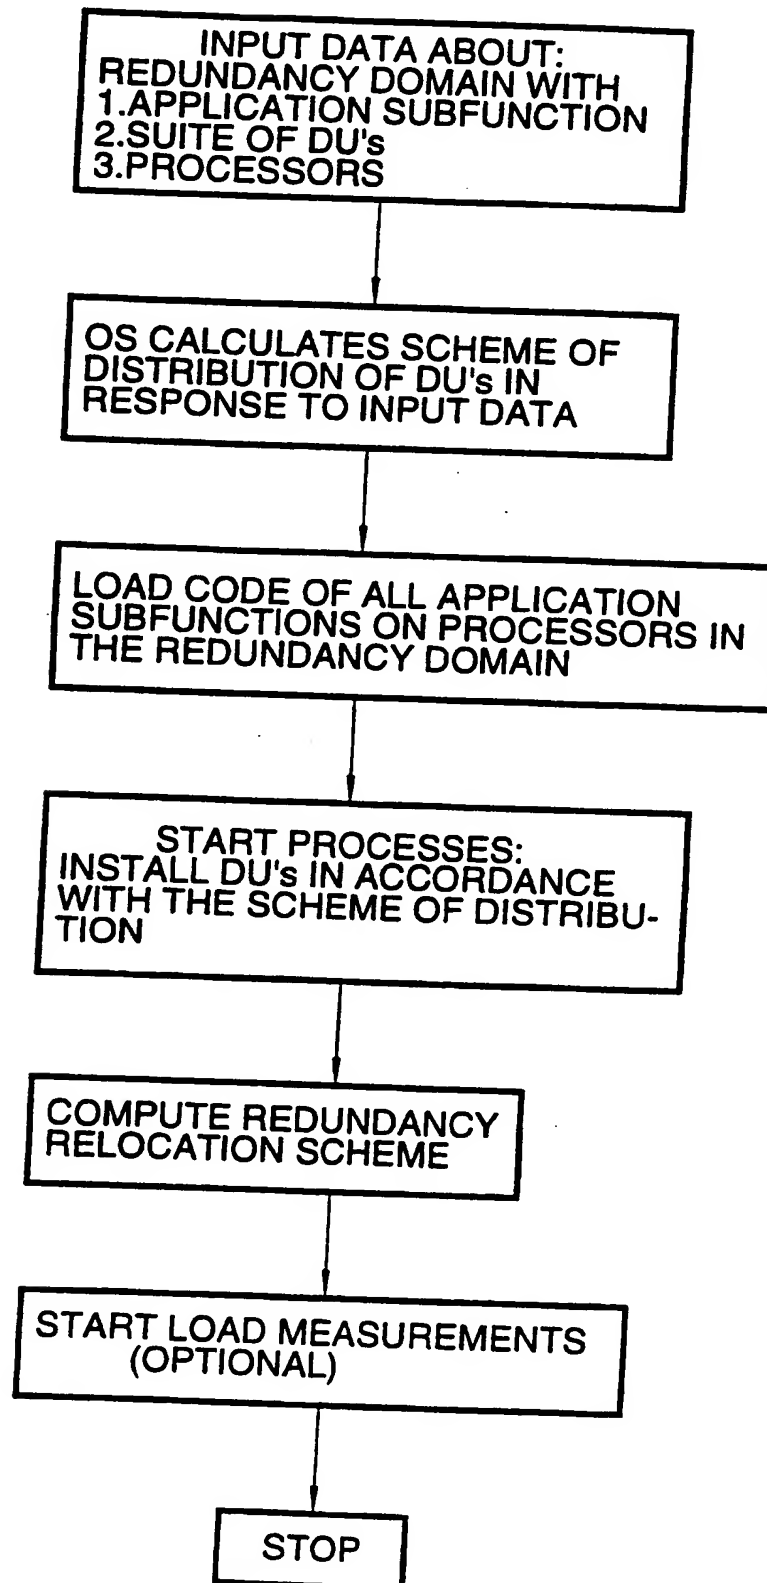 INPUT DATA ABOUT:
REDUNDANCY DOMAIN WITH
1.APPLICATION SUBFUNCTION
2.SUITE OF DU's
3.PROCESSORS
OS CALCULATES SCHEME OF
DISTRIBUTION OF DU's IN
RESPONSE TO INPUT DATA
LOAD CODE OF ALL APPLICATION
SUBFUNCTIONS ON PROCESSORS IN
THE REDUNDANCY DOMAIN
START PROCESSES:
INSTALL DU's IN ACCORDANCE
WITH THE SCHEME OF DISTRIBU-
TION
COMPUTE REDUNDANCY
RELOCATION SCHEME
START LOAD MEASUREMENTS
(OPTIONAL)
STOP